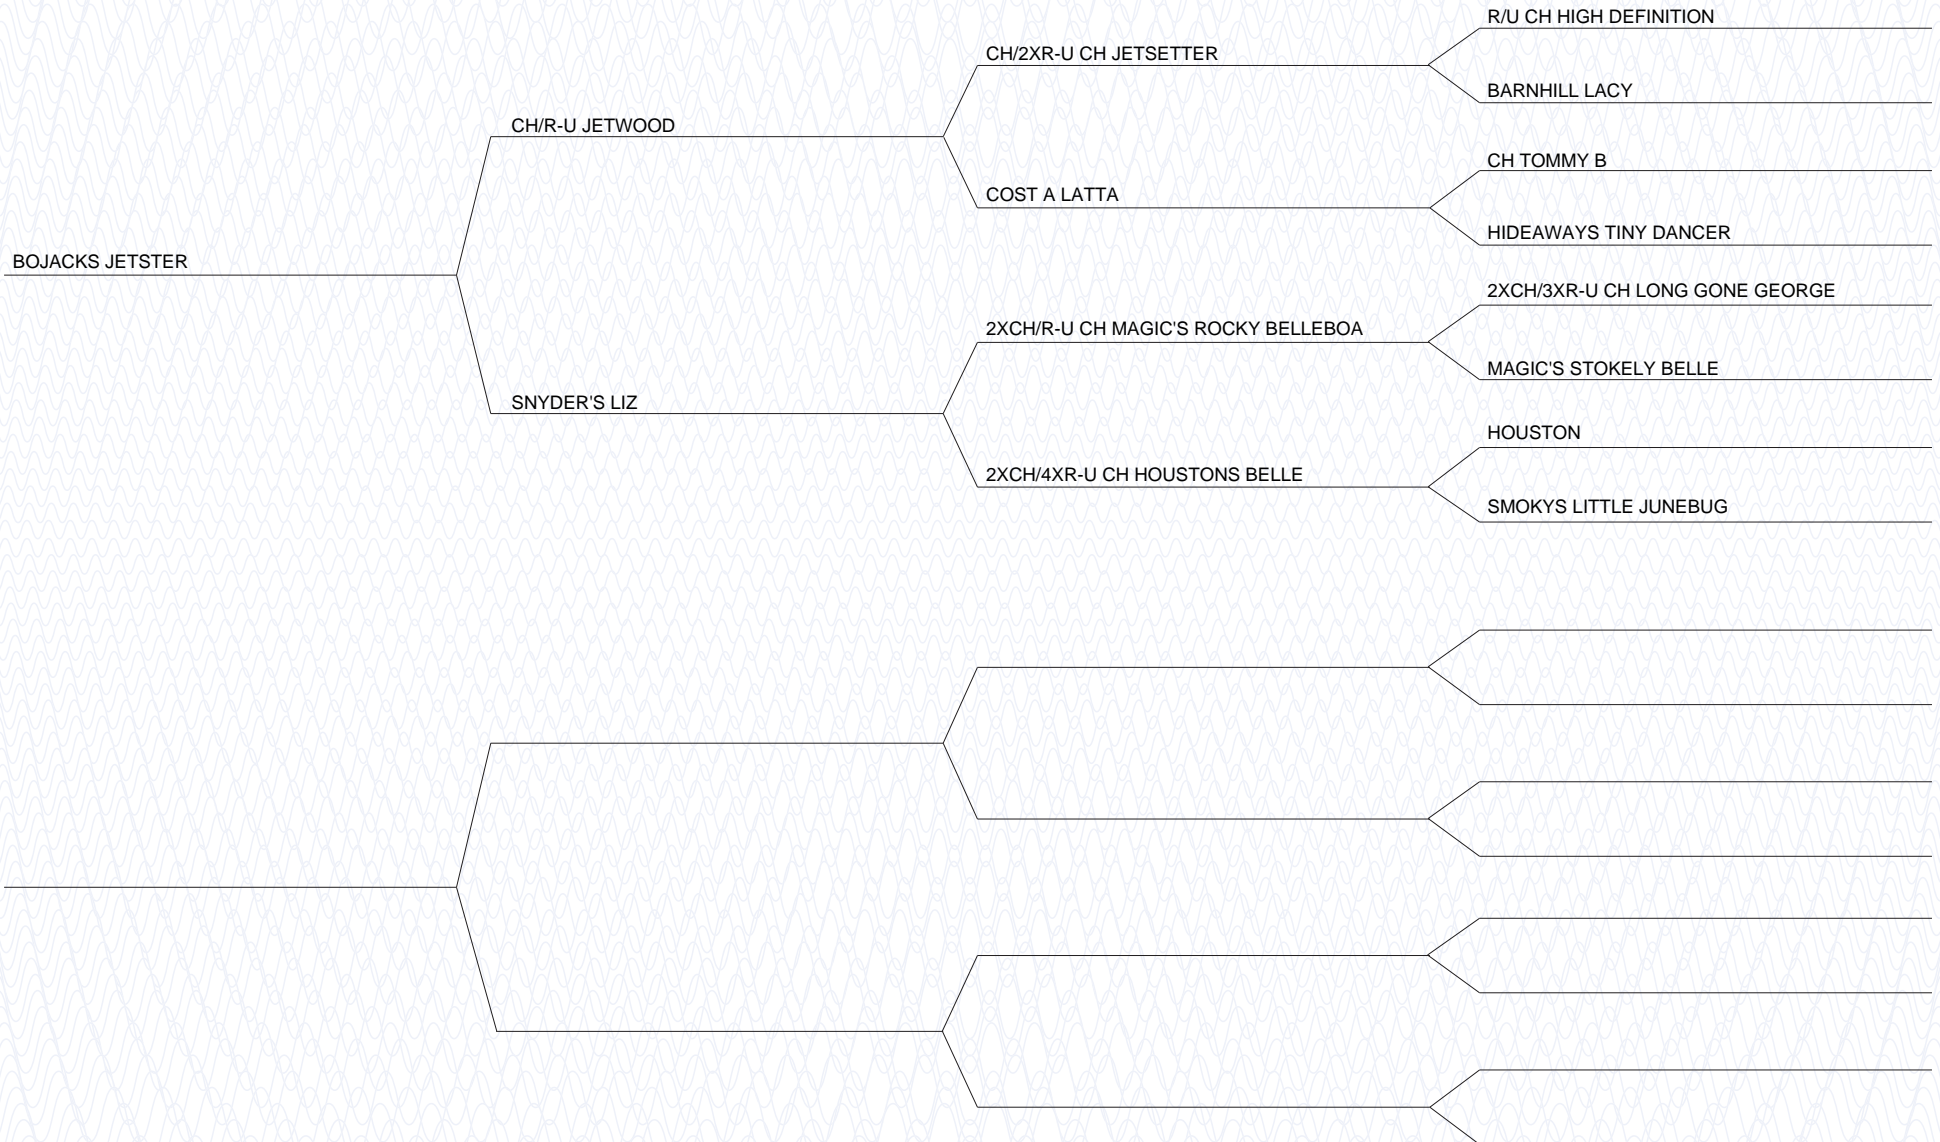 R/U CH HIGH DEFINITION
CH/2XR-U CH JETSETTER
BARNHILL LACY
CH/R-U JETWOOD
CH TOMMY B
COST A LATTA
HIDEAWAYS TINY DANCER
BOJACKS JETSTER
2XCH/3XR-U CH LONG GONE GEORGE
2XCH/R-U CH MAGIC'S ROCKY BELLEBOA
MAGIC'S STOKELY BELLE
SNYDER'S LIZ
HOUSTON
2XCH/4XR-U CH HOUSTONS BELLE
SMOKYS LITTLE JUNEBUG